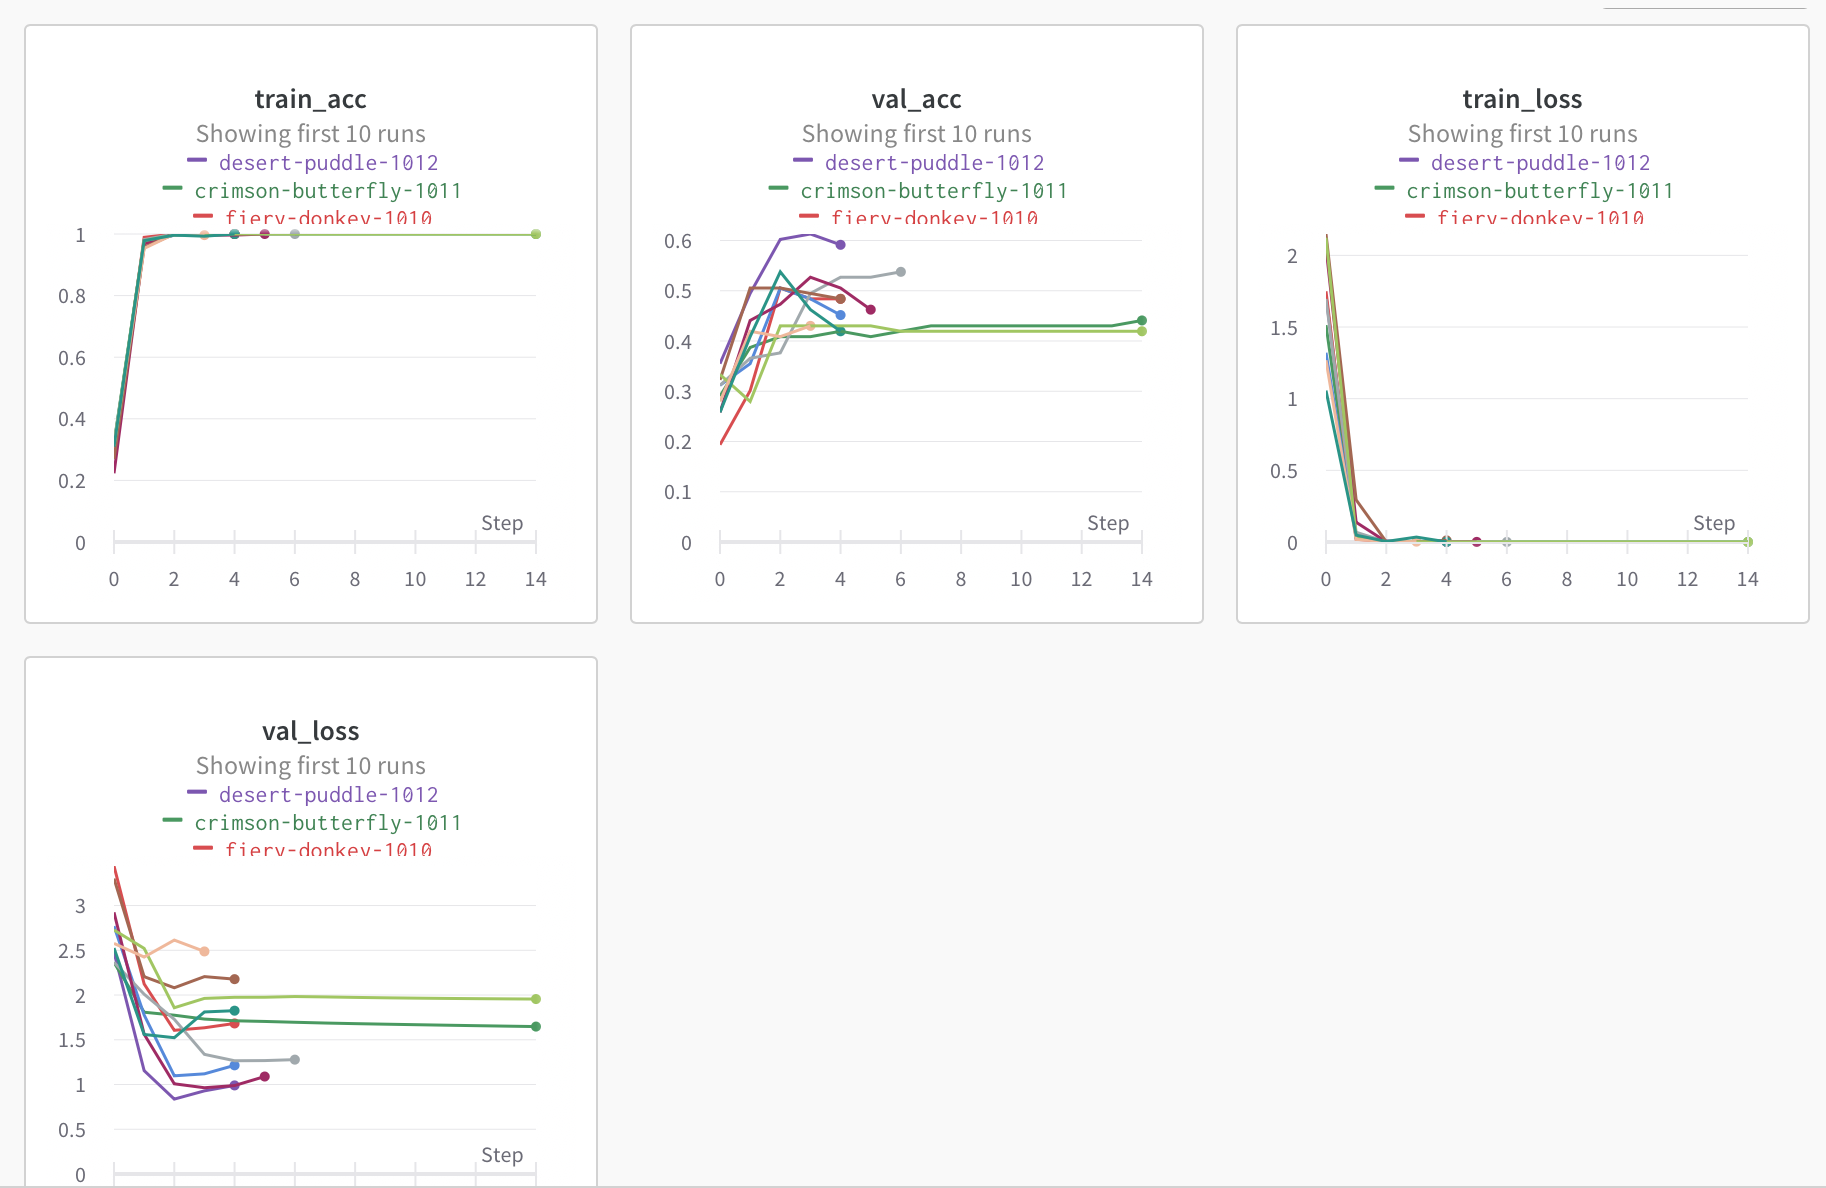 train_acc
Showing first 10 runs
desert-puddle-1012
crimson-butterfly-1011
fiery-donkey-1010
1
0.8
0.6
0.4
0.2
0
Step
0 2 4 6 8 10 12 14
val_acc
Showing first 10 runs
desert-puddle-1012
crimson-butterfly-1011
fiery-donkey-1010
0.6
0.5
0.4
0.3
0.2
0.1
0
Step
0 2 4 6 8 10 12 14
train_loss
Showing first 10 runs
desert-puddle-1012
crimson-butterfly-1011
fiery-donkey-1010
2
1.5
1
0.5
0
Step
0 2 4 6 8 10 12 14
val_loss
Showing first 10 runs
desert-puddle-1012
crimson-butterfly-1011
fiery-donkey-1010
3
2.5
2
1.5
1
0.5
0
Step